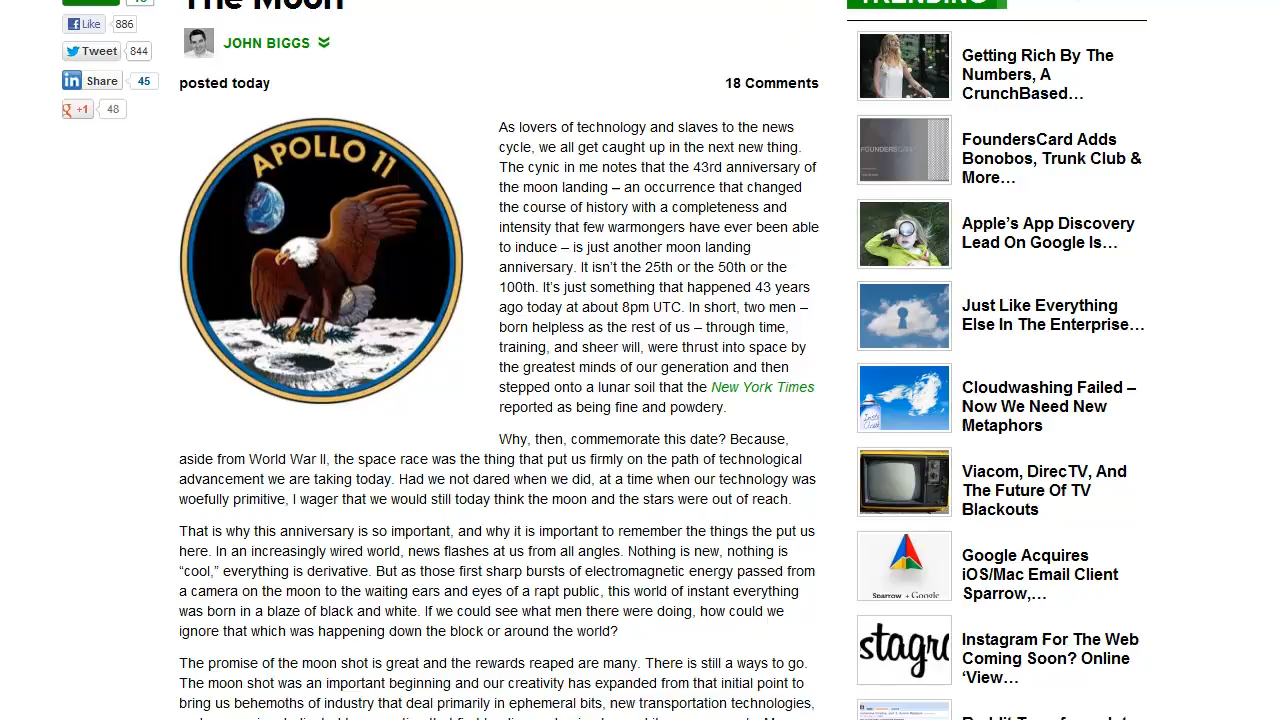 The Moon
Like 886
Tweet 844
Share 45
+1 48
JOHN BIGGS
posted today
18 Comments
APOLLO 11
As lovers of technology and slaves to the news
cycle, we all get caught up in the next new thing.
The cynic in me notes that the 43rd anniversary of
the moon landing – an occurrence that changed
the course of history with a completeness and
intensity that few warmongers have ever been able
to induce – is just another moon landing
anniversary. It isn’t the 25th or the 50th or the
100th. It’s just something that happened 43 years
ago today at about 8pm UTC. In short, two men –
born helpless as the rest of us – through time,
training, and sheer will, were thrust into space by
the greatest minds of our generation and then
stepped onto a lunar soil that the New York Times
reported as being fine and powdery.
Why, then, commemorate this date? Because,
aside from World War II, the space race was the thing that put us firmly on the path of technological
advancement we are taking today. Had we not dared when we did, at a time when our technology was
woefully primitive, I wager that we would still today think the moon and the stars were out of reach.
That is why this anniversary is so important, and why it is important to remember the things the put us
here. In an increasingly wired world, news flashes at us from all angles. Nothing is new, nothing is
“cool,” everything is derivative. But as those first sharp bursts of electromagnetic energy passed from
a camera on the moon to the waiting ears and eyes of a rapt public, this world of instant everything
was born in a blaze of black and white. If we could see what men there were doing, how could we
ignore that which was happening down the block or around the world?
The promise of the moon shot is great and the rewards reaped are many. There is still a ways to go.
The moon shot was an important beginning and our creativity has expanded from that initial point to
bring us behemoths of industry that deal primarily in ephemeral bits, new transportation technologies,
TRENDING
Getting Rich By The
Numbers, A
CrunchBased…
FoundersCard Adds
Bonobos, Trunk Club &
More…
Apple’s App Discovery
Lead On Google Is…
Just Like Everything
Else In The Enterprise…
Cloudwashing Failed –
Now We Need New
Metaphors
Viacom, DirecTV, And
The Future Of TV
Blackouts
Sparrow + Google
Google Acquires
iOS/Mac Email Client
Sparrow,…
stagr
Instagram For The Web
Coming Soon? Online
‘View…